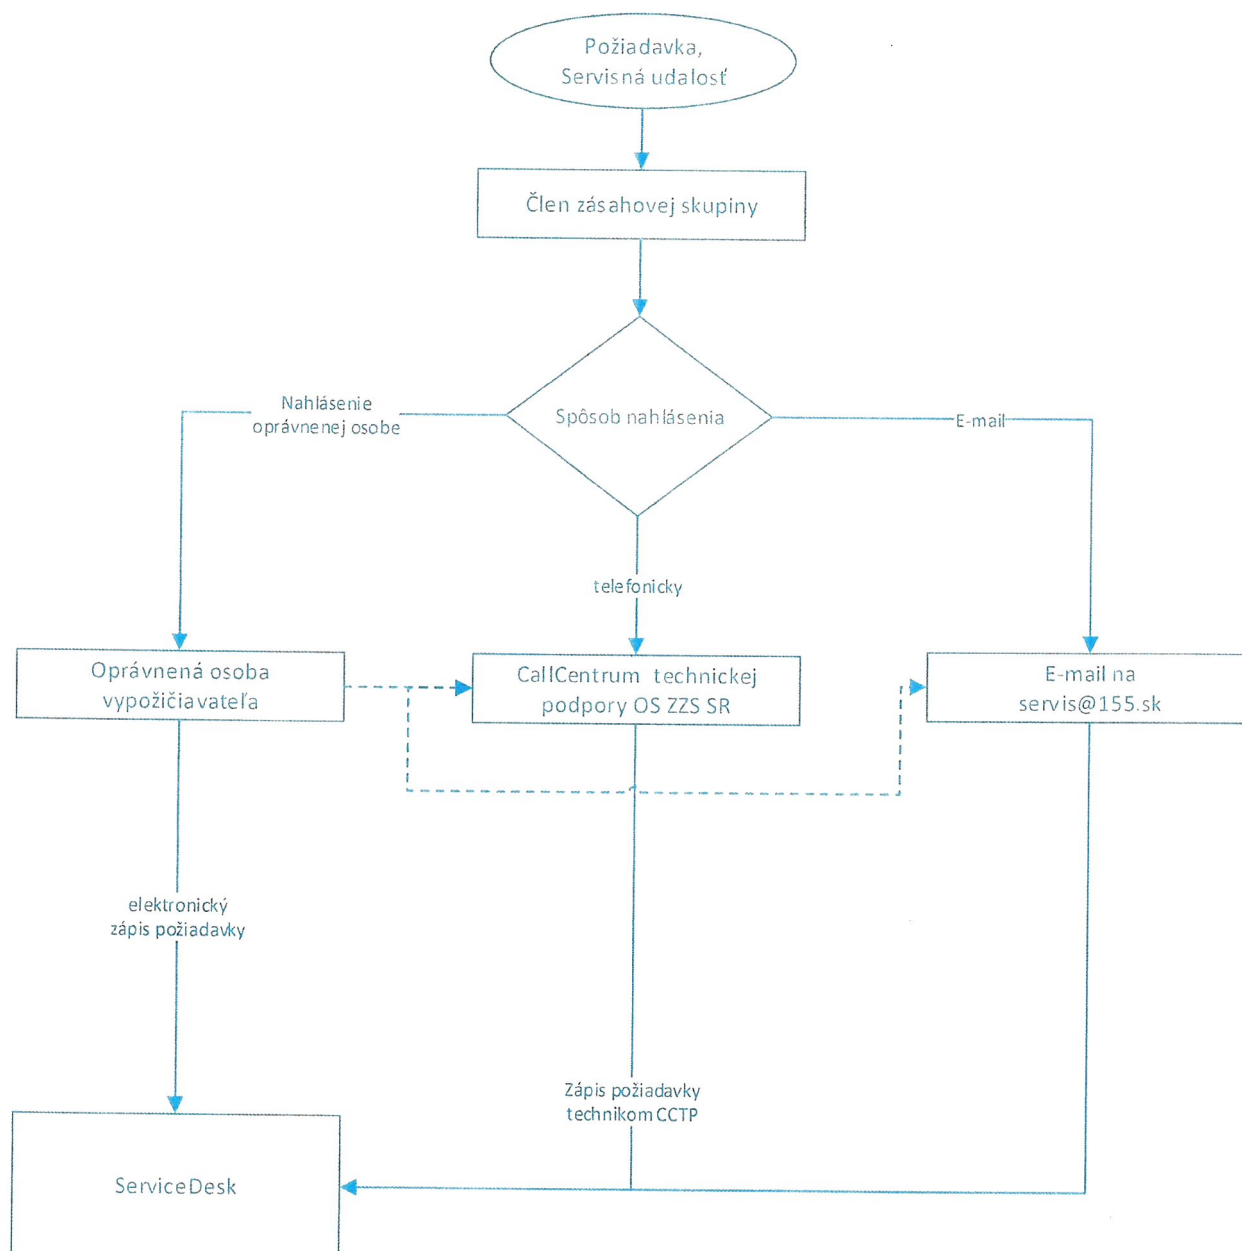 Požiadavka,
Servisná udalosť
Člen zásahovej skupiny
Spôsob nahlásenia
Nahlásenie
oprávnenej osobe
E-mail
telefonicky
Oprávnená osoba
vypožičiavateľa
CallCentrum technickej
podpory OS ZZS SR
E-mail na
servis@155.sk
elektronický
zápis požiadavky
Zápis požiadavky
technikom CCTP
ServiceDesk